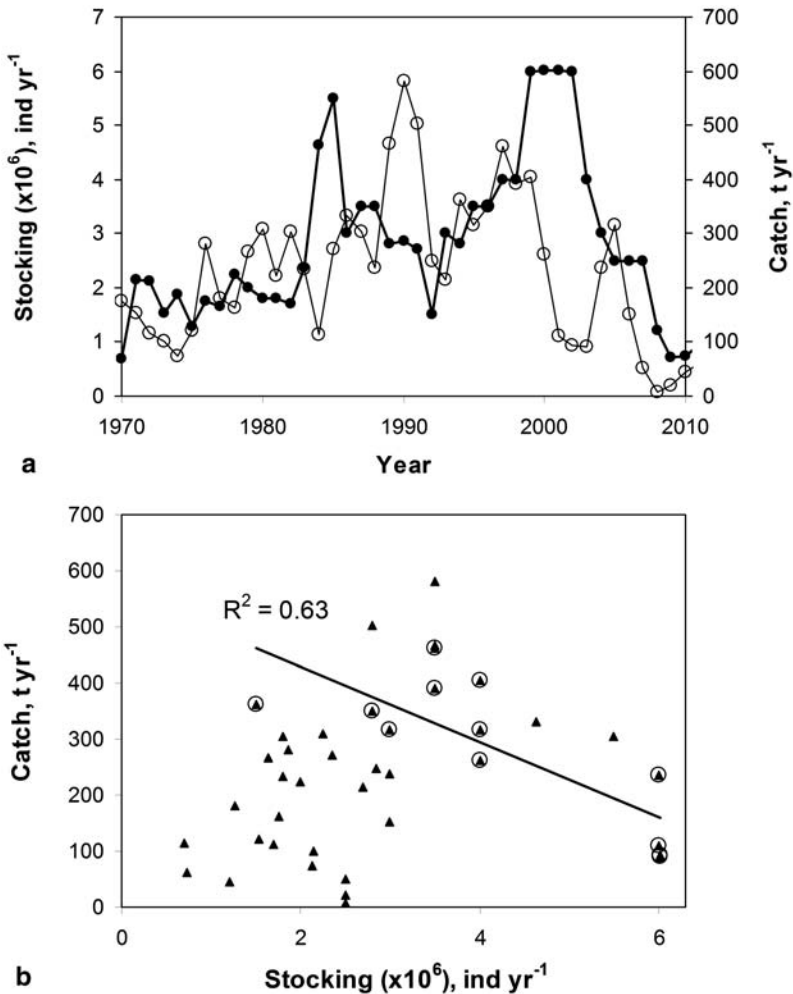 7
6
5
4
3
2
1
0
Stocking (x10⁶), ind yr⁻¹
700
600
500
400
300
200
100
0
Catch, t yr⁻¹
1970 1980 1990 2000 2010
Year
a
700
600
500
400
300
200
100
0
Catch, t yr⁻¹
R² = 0.63
0 2 4 6
Stocking (x10⁶), ind yr⁻¹
b